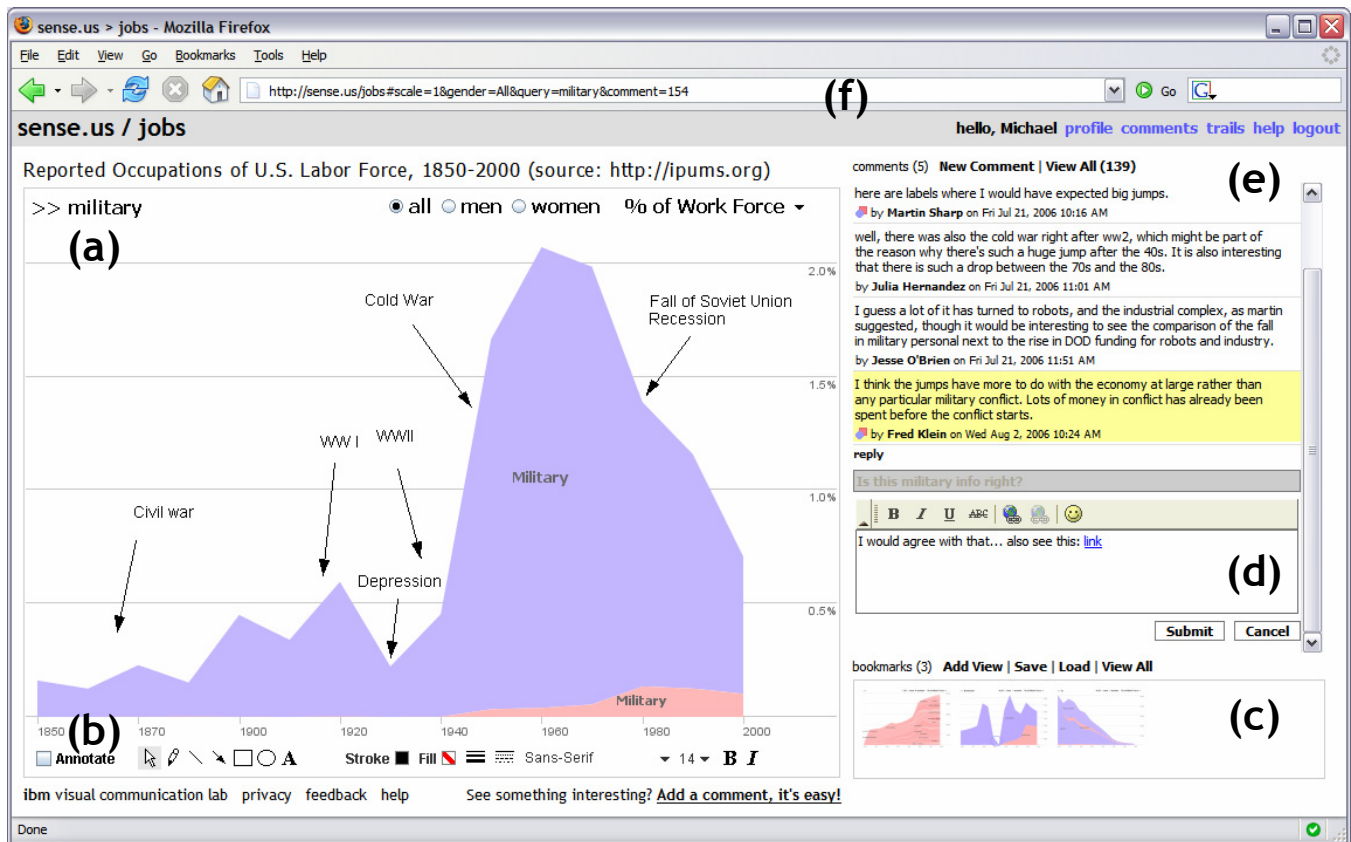 sense.us > jobs - Mozilla Firefox
File Edit View Go Bookmarks Tools Help
http://sense.us/jobs#scale=1&gender=All&query=military&comment=154
(f)
Go
G
sense.us / jobs
hello, Michael profile comments trails help logout
Reported Occupations of U.S. Labor Force, 1850-2000 (source: http://ipums.org)
>> military
all men women % of Work Force
(a)
2.0%
Cold War
Fall of Soviet Union
Recession
1.5%
WW I
WWII
Military
1.0%
Civil war
Depression
0.5%
Military
1850 1870 1900 1920 1940 1960 1980 2000
(b)
Annotate A Stroke Fill Sans-Serif 14 B I
comments (5) New Comment | View All (139)
(e)
here are labels where I would have expected big jumps.
by Martin Sharp on Fri Jul 21, 2006 10:16 AM
well, there was also the cold war right after ww2, which might be part of
the reason why there's such a huge jump after the 40s. It is also interesting
that there is such a drop between the 70s and the 80s.
by Julia Hernandez on Fri Jul 21, 2006 11:01 AM
I guess a lot of it has turned to robots, and the industrial complex, as martin
suggested, though it would be interesting to see the comparison of the fall
in military personal next to the rise in DOD funding for robots and industry.
by Jesse O'Brien on Fri Jul 21, 2006 11:51 AM
I think the jumps have more to do with the economy at large rather than
any particular military conflict. Lots of money in conflict has already been
spent before the conflict starts.
by Fred Klein on Wed Aug 2, 2006 10:24 AM
reply
Is this military info right?
B I U ABC
I would agree with that... also see this: link
(d)
Submit Cancel
bookmarks (3) Add View | Save | Load | View All
(c)
ibm visual communication lab privacy feedback help
See something interesting? Add a comment, it's easy!
Done